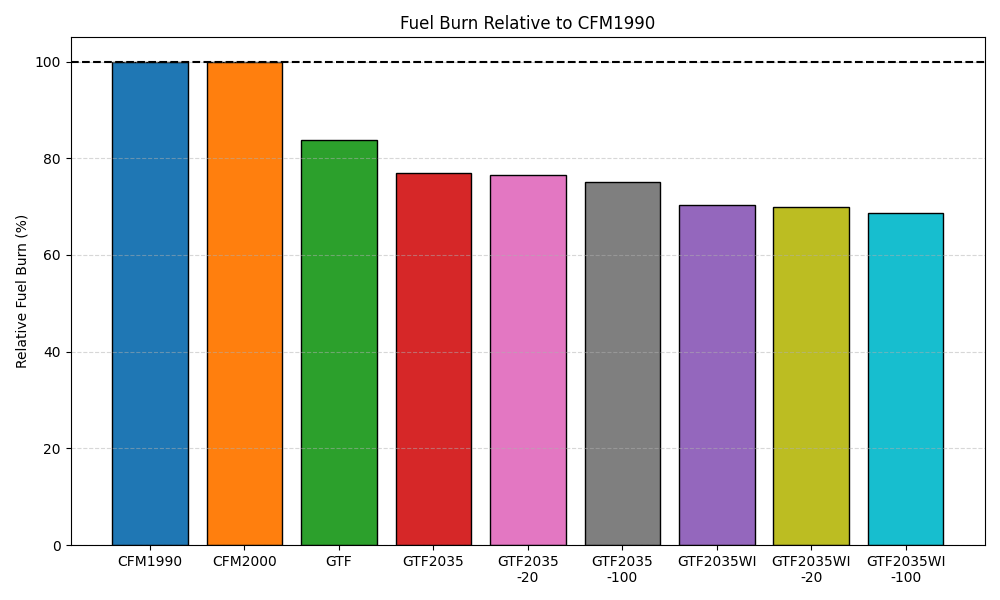 Fuel Burn Relative to CFM1990
Relative Fuel Burn (%)
100
80
60
40
20
0
CFM1990
CFM2000
GTF
GTF2035
GTF2035
-20
GTF2035
-100
GTF2035WI
GTF2035WI
-20
GTF2035WI
-100